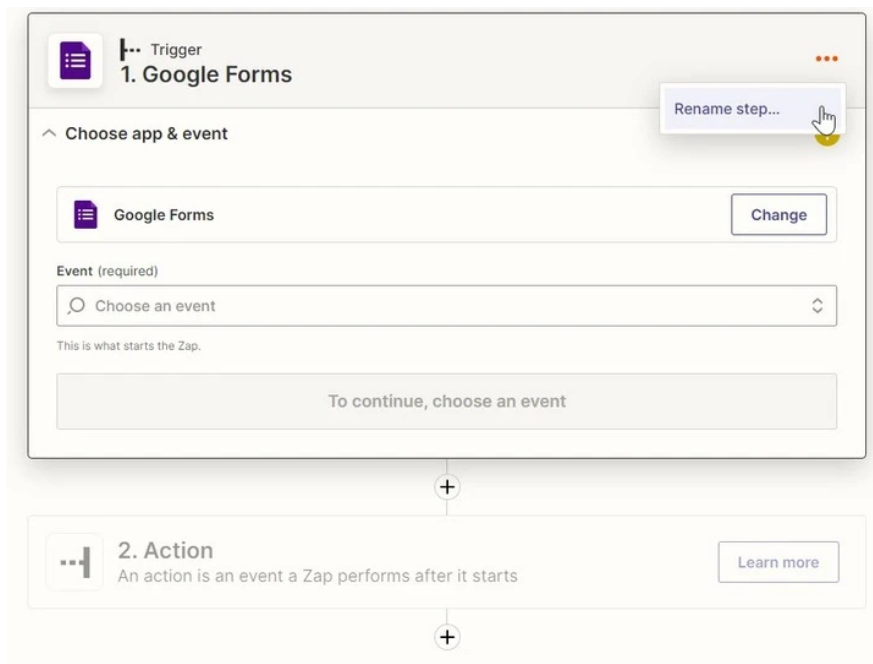 Trigger
1. Google Forms
Rename step...
Choose app & event
Google Forms
Change
Event (required)
Choose an event
This is what starts the Zap.
To continue, choose an event
2. Action
An action is an event a Zap performs after it starts
Learn more